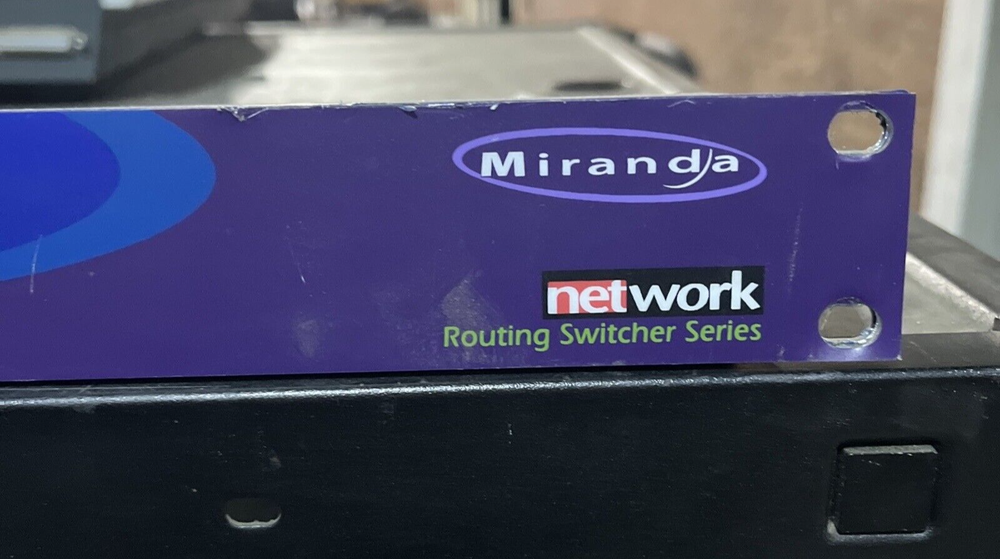 Miranda
network
Routing Switcher Series